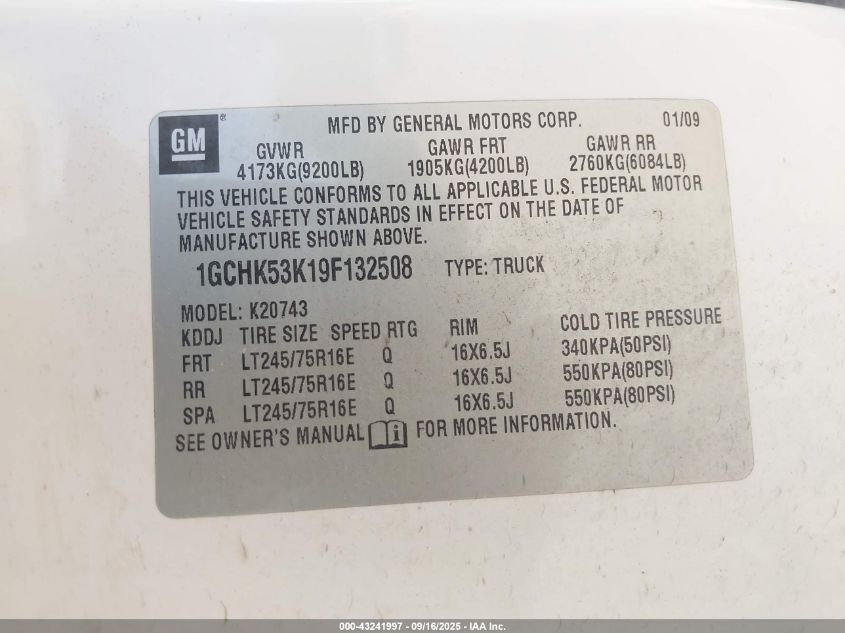 GM®
MFD BY GENERAL MOTORS CORP. 01/09
GVWR GAWR FRT GAWR RR
4173KG(9200LB) 1905KG(4200LB) 2760KG(6084LB)
THIS VEHICLE CONFORMS TO ALL APPLICABLE U.S. FEDERAL MOTOR
VEHICLE SAFETY STANDARDS IN EFFECT ON THE DATE OF
MANUFACTURE SHOWN ABOVE.
1GCHK53K19F132508 TYPE: TRUCK
MODEL: K20743
KDDJ TIRE SIZE SPEED RTG RIM COLD TIRE PRESSURE
FRT LT245/75R16E Q 16X6.5J 340KPA(50PSI)
RR LT245/75R16E Q 16X6.5J 550KPA(80PSI)
SPA LT245/75R16E Q 16X6.5J 550KPA(80PSI)
SEE OWNER'S MANUAL i FOR MORE INFORMATION.
000-43241997 - 09/16/2025 - IAA Inc.